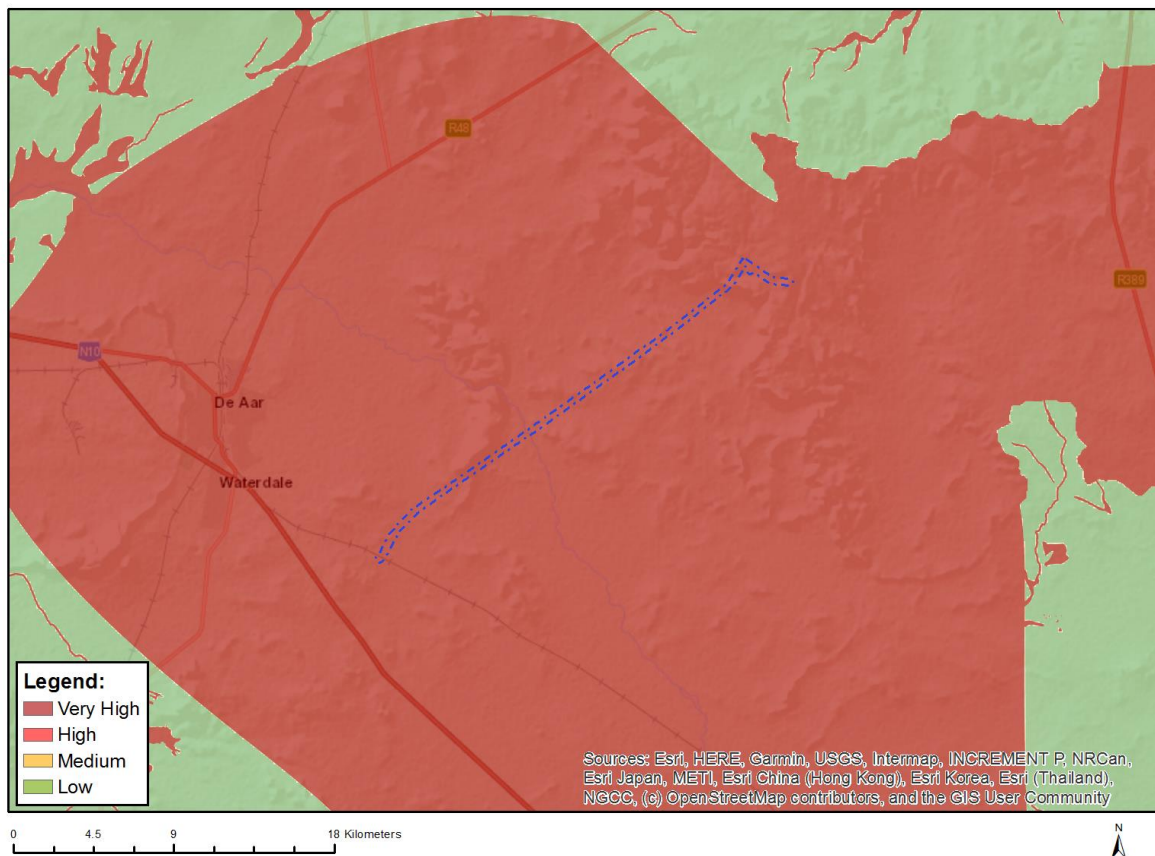 R48
R389
N10
De Aar
Waterdale
Legend:
Very High
High
Medium
Low
Sources: Esri, HERE, Garmin, USGS, Intermap, INCREMENT P, NRCan,
Esri Japan, METI, Esri China (Hong Kong), Esri Korea, Esri (Thailand),
NGCC, (c) OpenStreetMap contributors, and the GIS User Community
0 4.5 9 18 Kilometers
N